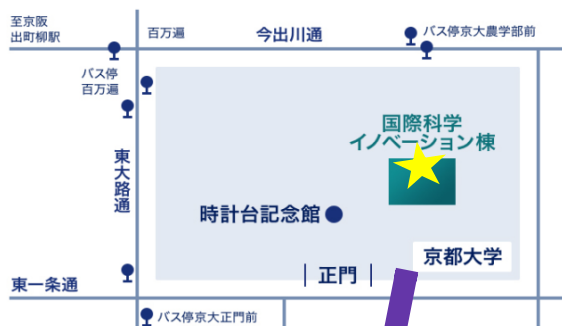 至京阪
出町柳駅
百万遍
今出川通
バス停京大農学部前
バス停
百万遍
国際科学
イノベーション棟
東大路通
時計台記念館
京都大学
正門
東一条通
バス停京大正門前